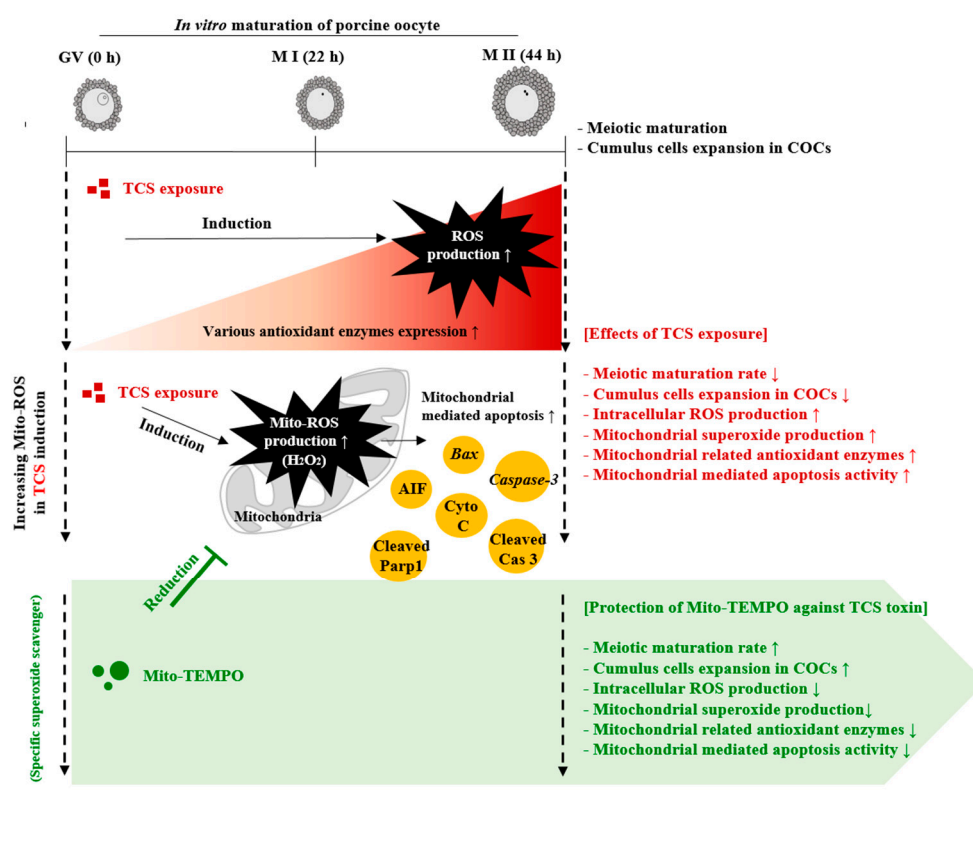 In vitro maturation of porcine oocyte
GV (0 h)
M I (22 h)
M II (44 h)
- Meiotic maturation
- Cumulus cells expansion in COCs
TCS exposure
Induction
ROS
production ↑
Various antioxidant enzymes expression ↑
[Effects of TCS exposure]
- Meiotic maturation rate ↓
- Cumulus cells expansion in COCs ↓
- Intracellular ROS production ↑
- Mitochondrial superoxide production ↑
- Mitochondrial related antioxidant enzymes ↑
- Mitochondrial mediated apoptosis activity ↑
Increasing Mito-ROS
in TCS induction
TCS exposure
Induction
Mito-ROS
production ↑
(H₂O₂)
Mitochondria
Mitochondrial
mediated apoptosis ↑
Bax
Caspase-3
AIF
Cyto
C
Cleaved
Parp1
Cleaved
Cas 3
Reduction
(Specific superoxide scavenger)
Mito-TEMPO
[Protection of Mito-TEMPO against TCS toxin]
- Meiotic maturation rate ↑
- Cumulus cells expansion in COCs ↑
- Intracellular ROS production ↓
- Mitochondrial superoxide production↓
- Mitochondrial related antioxidant enzymes ↓
- Mitochondrial mediated apoptosis activity ↓